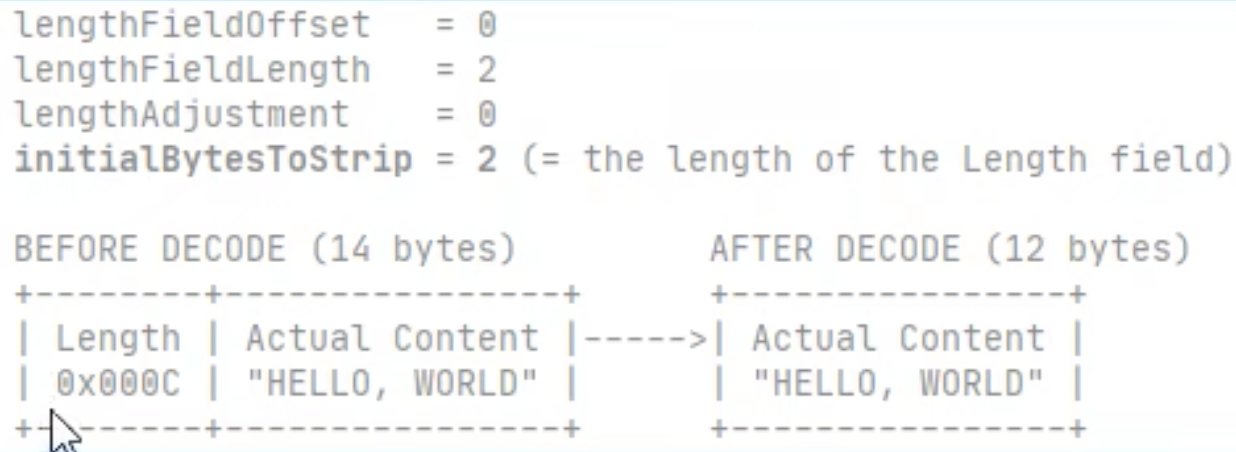 lengthFieldOffset   = 0
lengthFieldLength   = 2
lengthAdjustment    = 0
initialBytesToStrip = 2 (= the length of the Length field)

BEFORE DECODE (14 bytes)         AFTER DECODE (12 bytes)
+--------+----------------+      +----------------+
| Length | Actual Content |----->| Actual Content |
| 0x000C | "HELLO, WORLD" |      | "HELLO, WORLD" |
+--------+----------------+      +----------------+